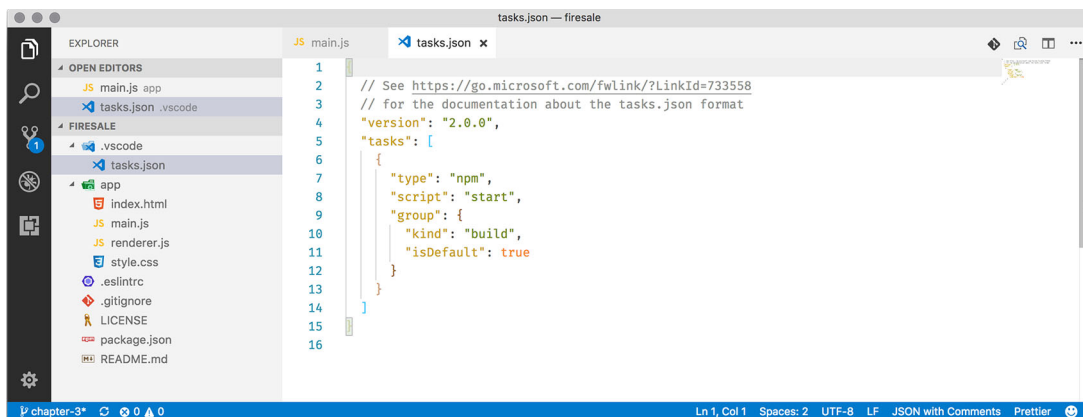 tasks.json — firesale
EXPLORER
OPEN EDITORS
JS main.js app
tasks.json .vscode
FIRESALE
.vscode
tasks.json
app
index.html
JS main.js
JS renderer.js
style.css
.eslintrc
.gitignore
LICENSE
package.json
README.md
1
JS main.js
tasks.json ×
1 {
2 // See https://go.microsoft.com/fwlink/?LinkId=733558
3 // for the documentation about the tasks.json format
4 "version": "2.0.0",
5 "tasks": [
6 {
7 "type": "npm",
8 "script": "start",
9 "group": {
10 "kind": "build",
11 "isDefault": true
12 }
13 }
14 ]
15 }
16
chapter-3* 0 0 Ln 1, Col 1 Spaces: 2 UTF-8 LF JSON with Comments Prettier